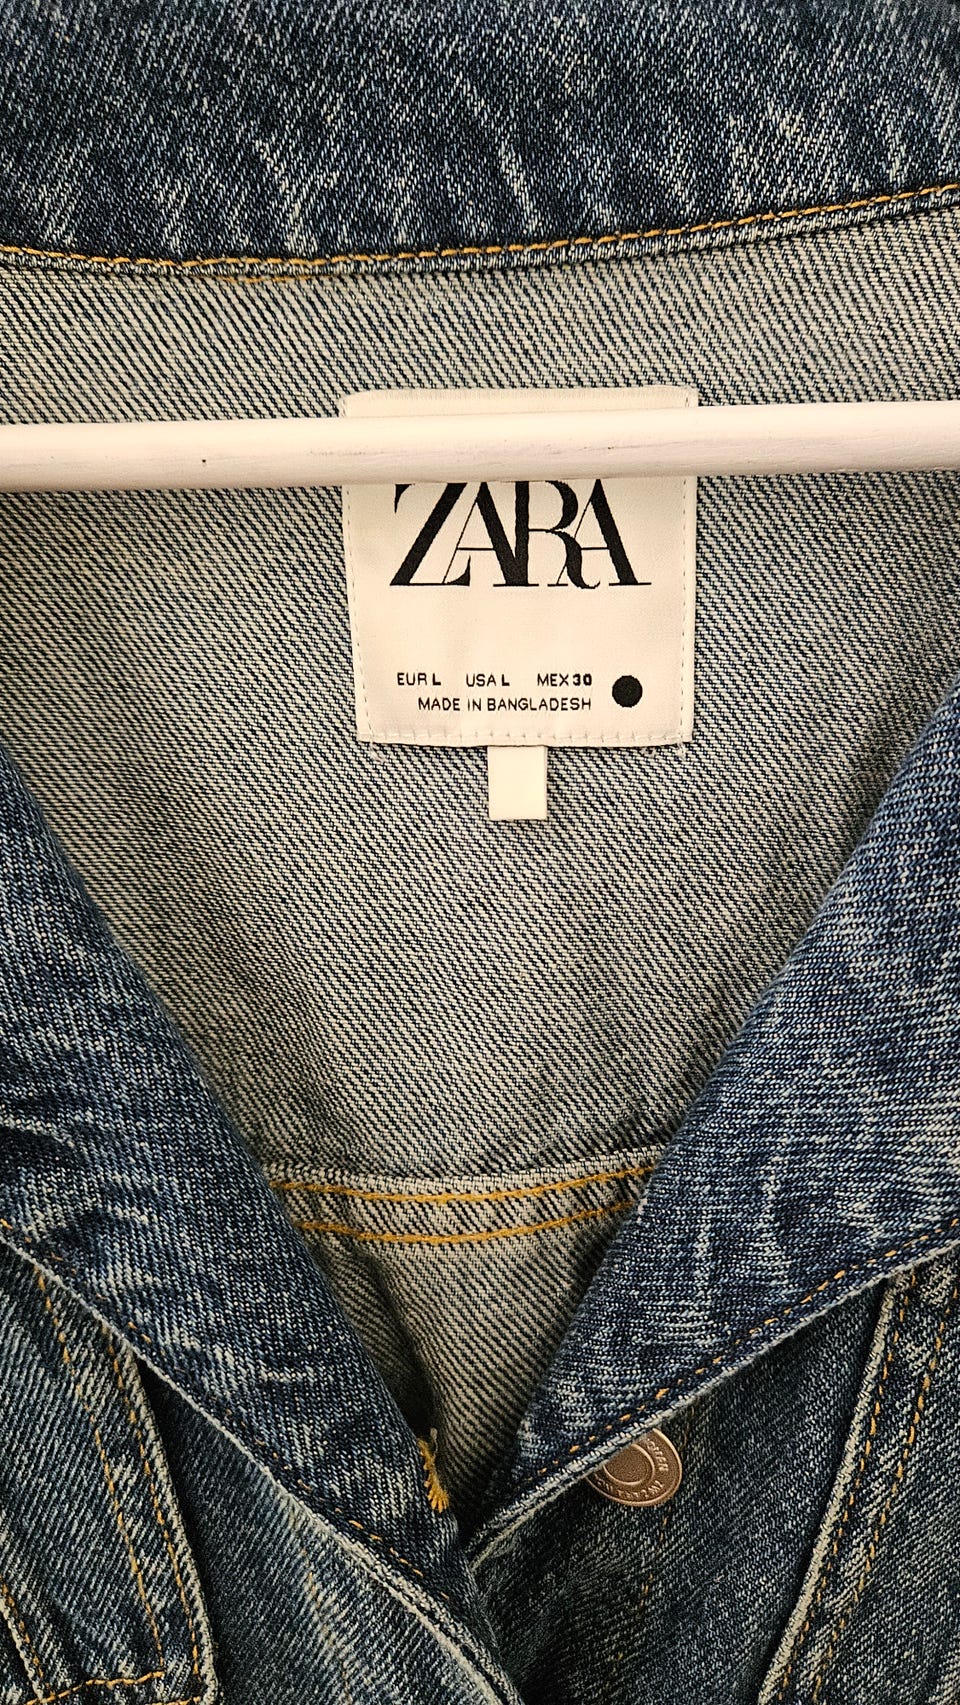 ZARA
EUR L USA L MEX 30
MADE IN BANGLADESH